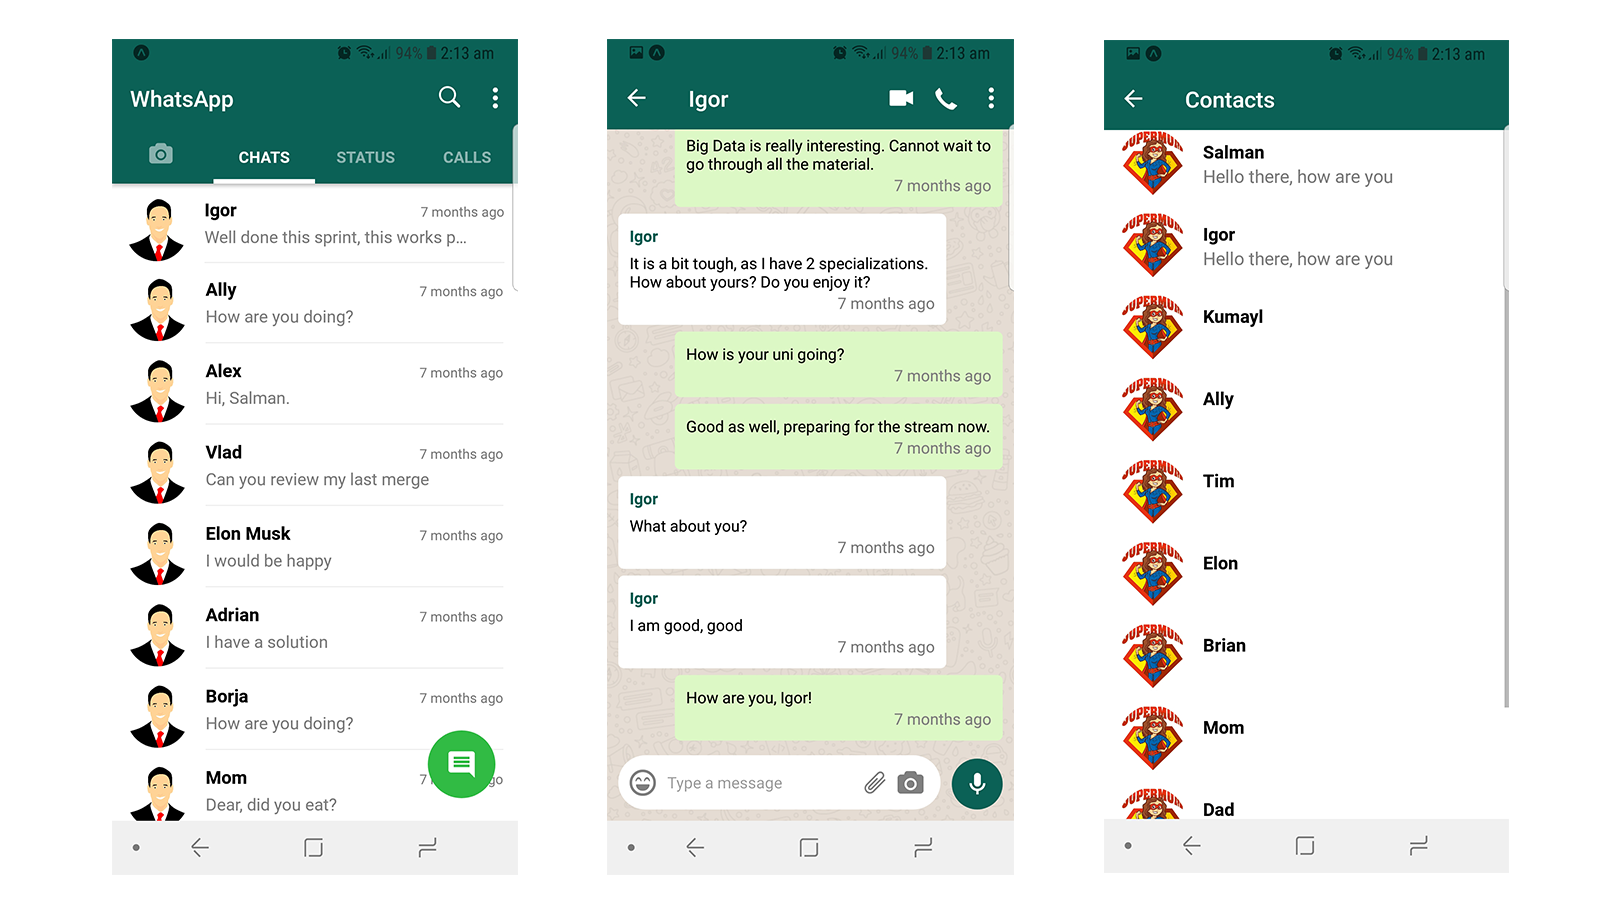 94% 2:13 am
WhatsApp
CHATS STATUS CALLS
Igor 7 months ago
Well done this sprint, this works p...
Ally 7 months ago
How are you doing?
Alex 7 months ago
Hi, Salman.
Vlad 7 months ago
Can you review my last merge
Elon Musk 7 months ago
I would be happy
Adrian 7 months ago
I have a solution
Borja 7 months ago
How are you doing?
Mom 7 go
Dear, did you eat?
94% 2:13 am
Igor
Big Data is really interesting. Cannot wait to
go through all the material.
7 months ago
Igor
It is a bit tough, as I have 2 specializations.
How about yours? Do you enjoy it?
7 months ago
How is your uni going?
7 months ago
Good as well, preparing for the stream now.
7 months ago
Igor
What about you?
7 months ago
Igor
I am good, good
7 months ago
How are you, Igor!
7 months ago
Type a message
94% 2:13 am
Contacts
SUPERMUM
Salman
Hello there, how are you
SUPERMUM
Igor
Hello there, how are you
SUPERMUM
Kumayl
SUPERMUM
Ally
SUPERMUM
Tim
SUPERMUM
Elon
SUPERMUM
Brian
SUPERMUM
Mom
SUPERMUM
Dad